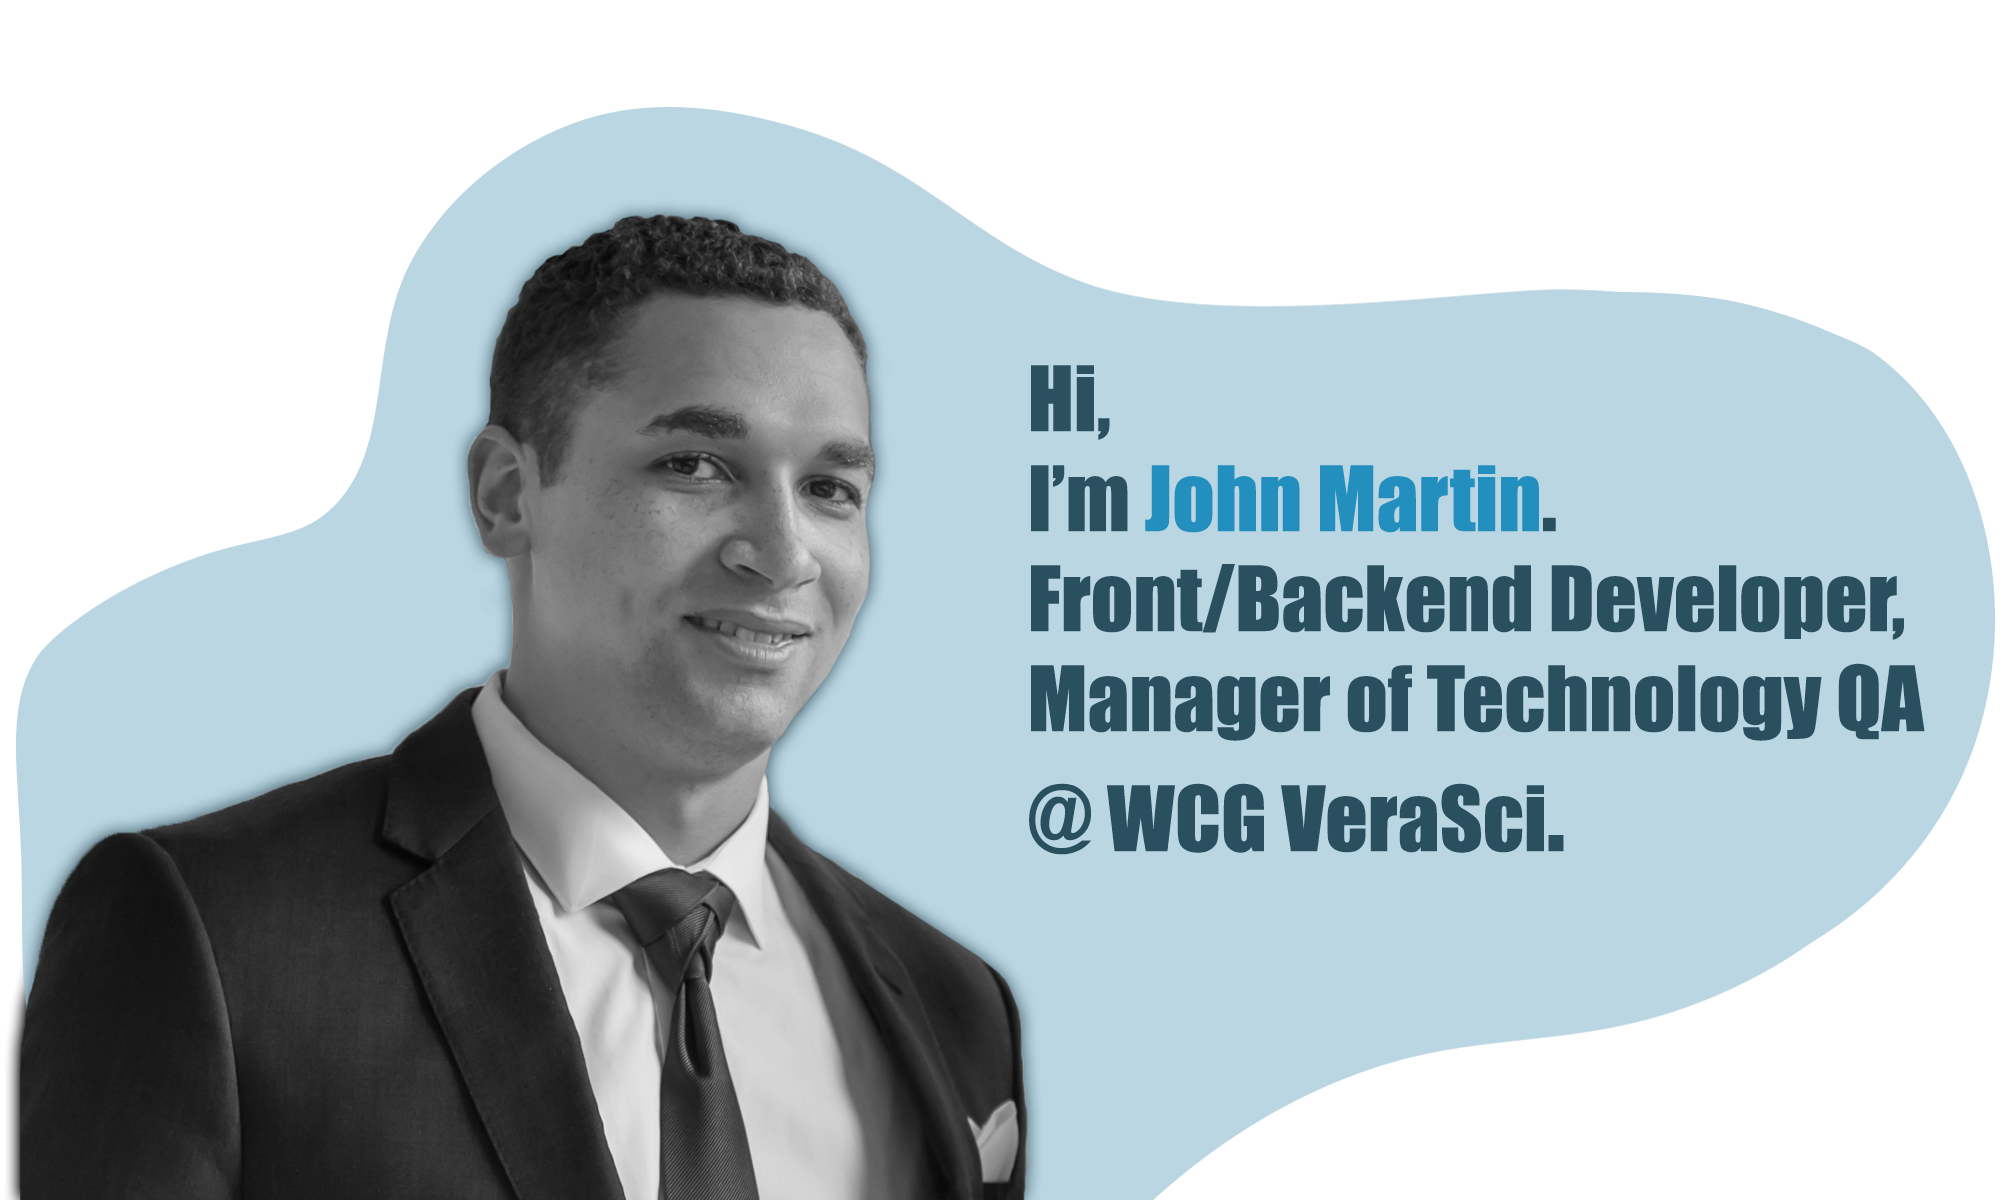 Hi,
I’m John Martin.
Front/Backend Developer,
Manager of Technology QA
@ WCG VeraSci.